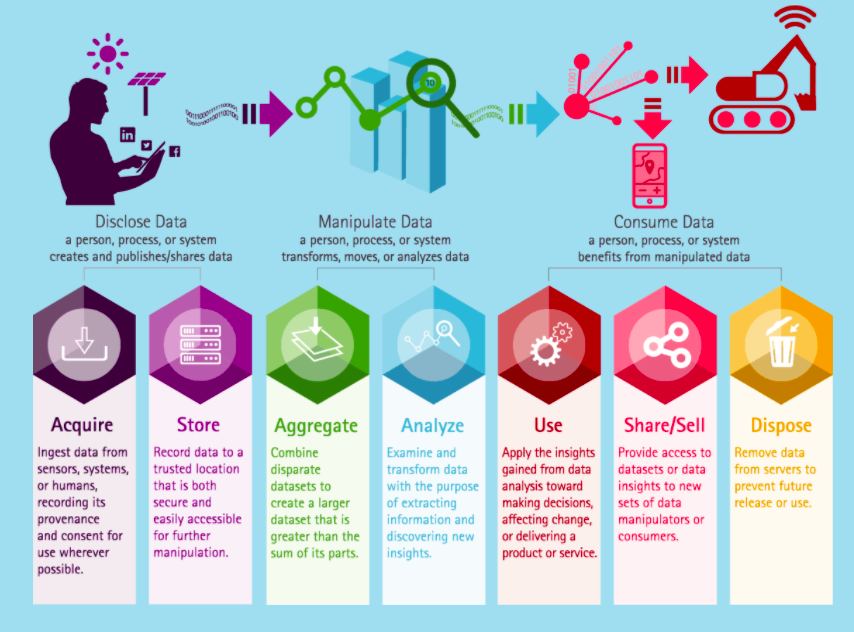 in
f
10
01001
Disclose Data
a person, process, or system
creates and publishes/shares data
Manipulate Data
a person, process, or system
transforms, moves, or analyzes data
Consume Data
a person, process, or system
benefits from manipulated data
Acquire
Ingest data from
sensors, systems,
or humans,
recording its
provenance
and consent for
use wherever
possible.
Store
Record data to a
trusted location
that is both
secure and
easily accessible
for further
manipulation.
Aggregate
Combine
disparate
datasets to
create a larger
dataset that is
greater than the
sum of its parts.
Analyze
Examine and
transform data
with the purpose
of extracting
information and
discovering new
insights.
Use
Apply the insights
gained from data
analysis toward
making decisions,
affecting change,
or delivering a
product or service.
Share/Sell
Provide access to
datasets or data
insights to new
sets of data
manipulators or
consumers.
Dispose
Remove data
from servers to
prevent future
release or use.